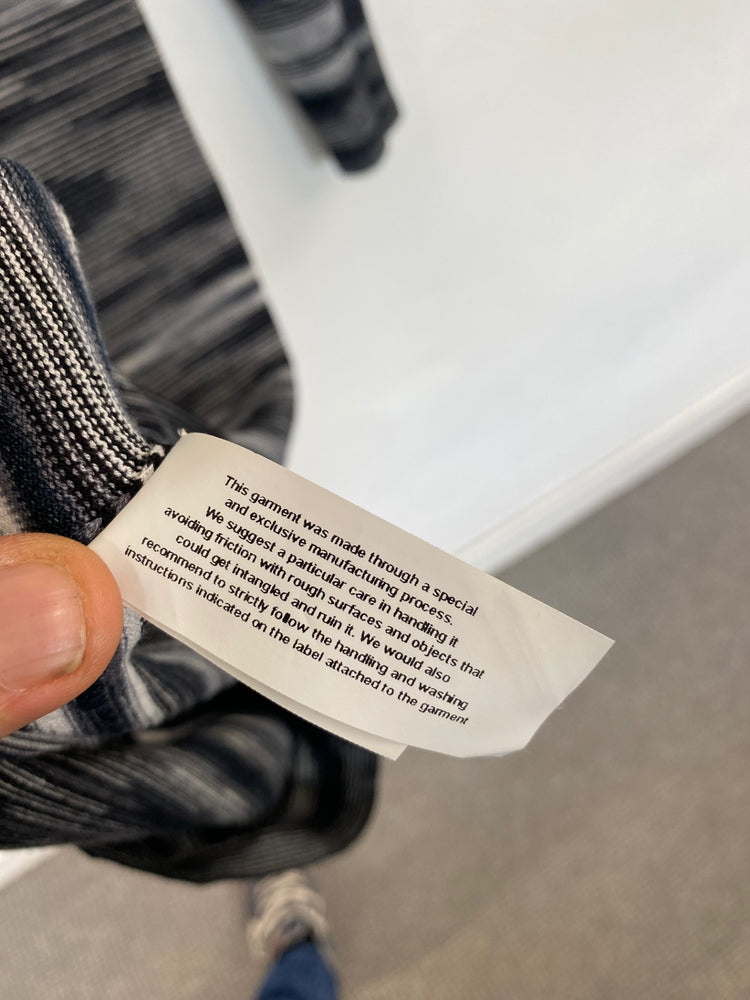 This garment was made through a special
and exclusive manufacturing process.
We suggest a particular care in handling it
avoiding friction with rough surfaces and objects that
could get intangled and ruin it. We would also
recommend to strictly follow the handling and washing
instructions indicated on the label attached to the garment